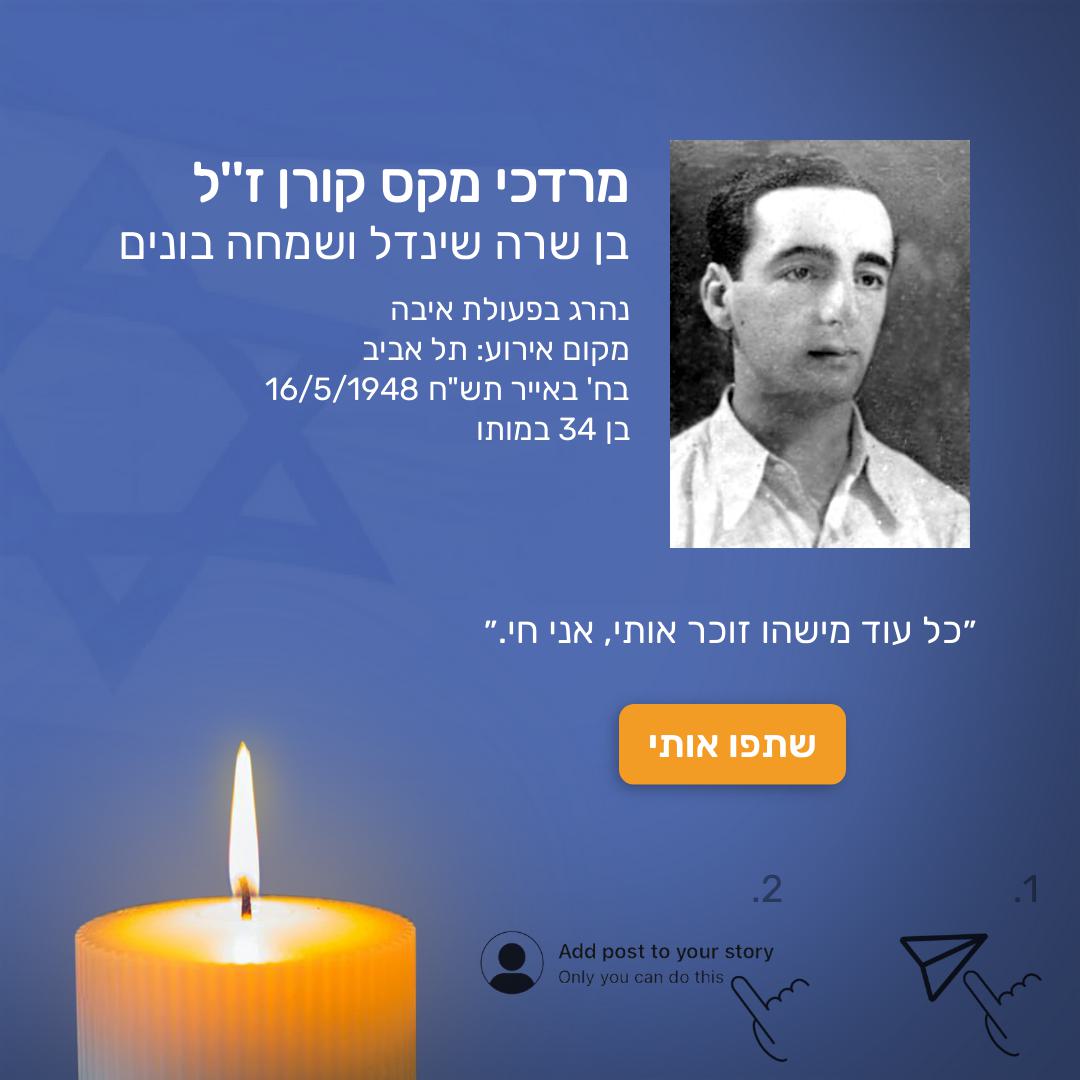 מרדכי מקס קורן ז"ל
בן שרה שינדל ושמחה בונים
נהרג בפעולת איבה
מקום אירוע: תל אביב
בח' באייר תש"ח 16/5/1948
בן 34 במותו
״כל עוד מישהו זוכר אותי, אני חי.״
שתפו אותי
1.
2.
Add post to your story
Only you can do this